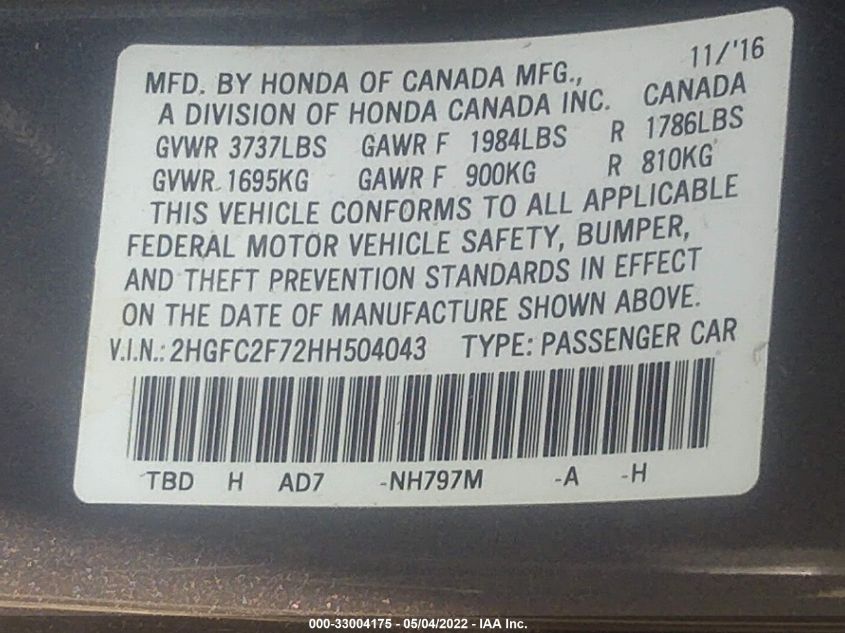 11/'16
MFD. BY HONDA OF CANADA MFG.,
A DIVISION OF HONDA CANADA INC. CANADA
GVWR 3737LBS GAWR F 1984LBS R 1786LBS
GVWR 1695KG GAWR F 900KG R 810KG
THIS VEHICLE CONFORMS TO ALL APPLICABLE
FEDERAL MOTOR VEHICLE SAFETY, BUMPER,
AND THEFT PREVENTION STANDARDS IN EFFECT
ON THE DATE OF MANUFACTURE SHOWN ABOVE.
V.I.N.: 2HGFC2F72HH504043 TYPE: PASSENGER CAR
TBD H AD7 -NH797M -A -H
000-33004175 - 05/04/2022 - IAA Inc.